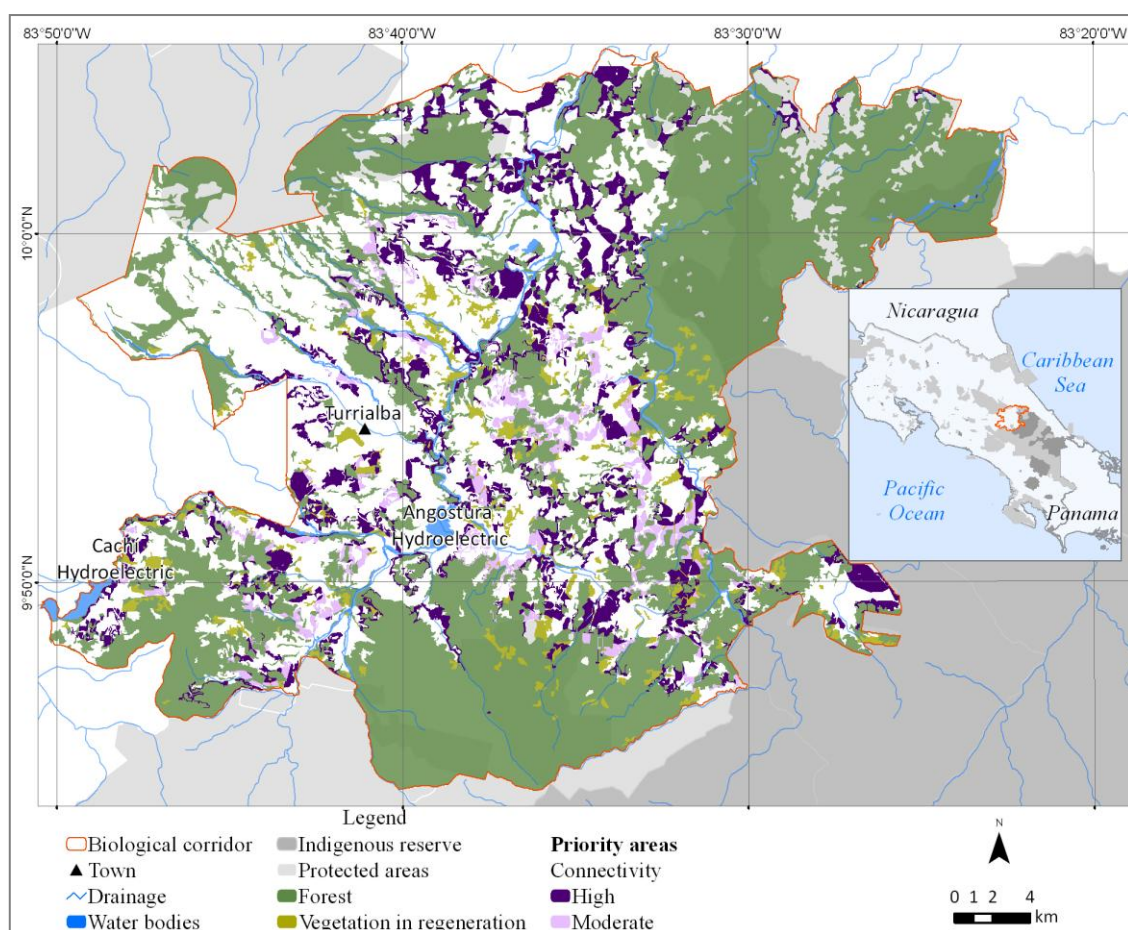 83°50'0"W
83°40'0"W
83°30'0"W
83°20'0"W
10°0'0"N
9°50'0"N
Nicaragua
Caribbean
Sea
Pacific
Ocean
Panama
Turrialba
Angostura
Hydroelectric
Cachi
Hydroelectric
Legend
Biological corridor
Town
Drainage
Water bodies
Indigenous reserve
Protected areas
Forest
Vegetation in regeneration
Priority areas
Connectivity
High
Moderate
N
0 1 2 4
km